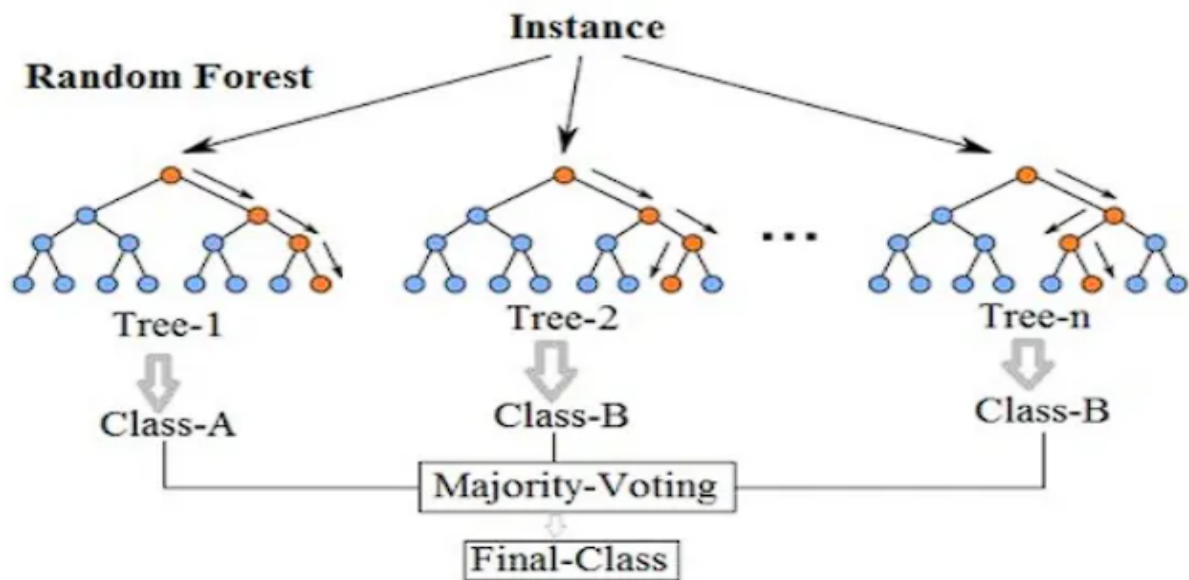 Instance
Random Forest
...
Tree-1
Tree-2
Tree-n
Class-A
Class-B
Class-B
Majority-Voting
Final-Class